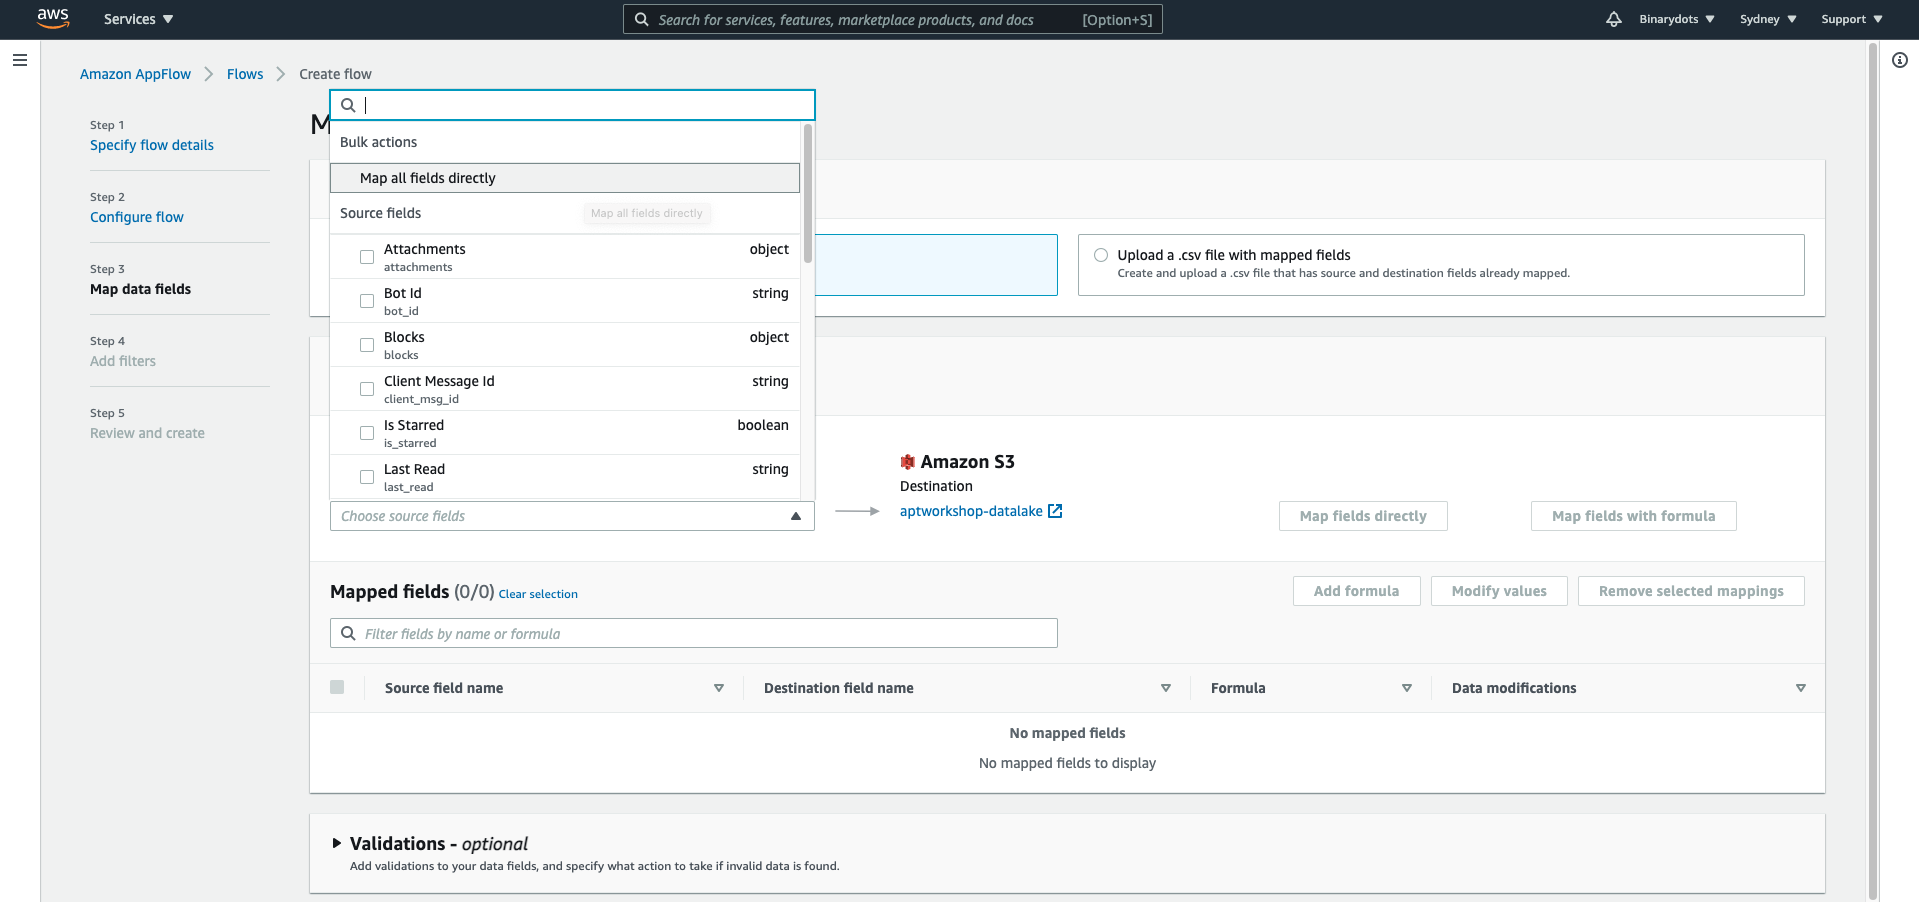 aws
Services
Search for services, features, marketplace products, and docs
[Option+S]
Binarydots
Sydney
Support
Amazon AppFlow
Flows
Create flow
Step 1
Specify flow details
Step 2
Configure flow
Step 3
Map data fields
Step 4
Add filters
Step 5
Review and create
M
Bulk actions
Map all fields directly
Source fields
Map all fields directly
Attachments object
attachments
Bot Id string
bot_id
Blocks object
blocks
Client Message Id string
client_msg_id
Is Starred boolean
is_starred
Last Read string
last_read
Choose source fields
Upload a .csv file with mapped fields
Create and upload a .csv file that has source and destination fields already mapped.
Amazon S3
Destination
aptworkshop-datalake
Map fields directly
Map fields with formula
Mapped fields (0/0) Clear selection
Add formula
Modify values
Remove selected mappings
Filter fields by name or formula
Source field name
Destination field name
Formula
Data modifications
No mapped fields
No mapped fields to display
Validations - optional
Add validations to your data fields, and specify what action to take if invalid data is found.